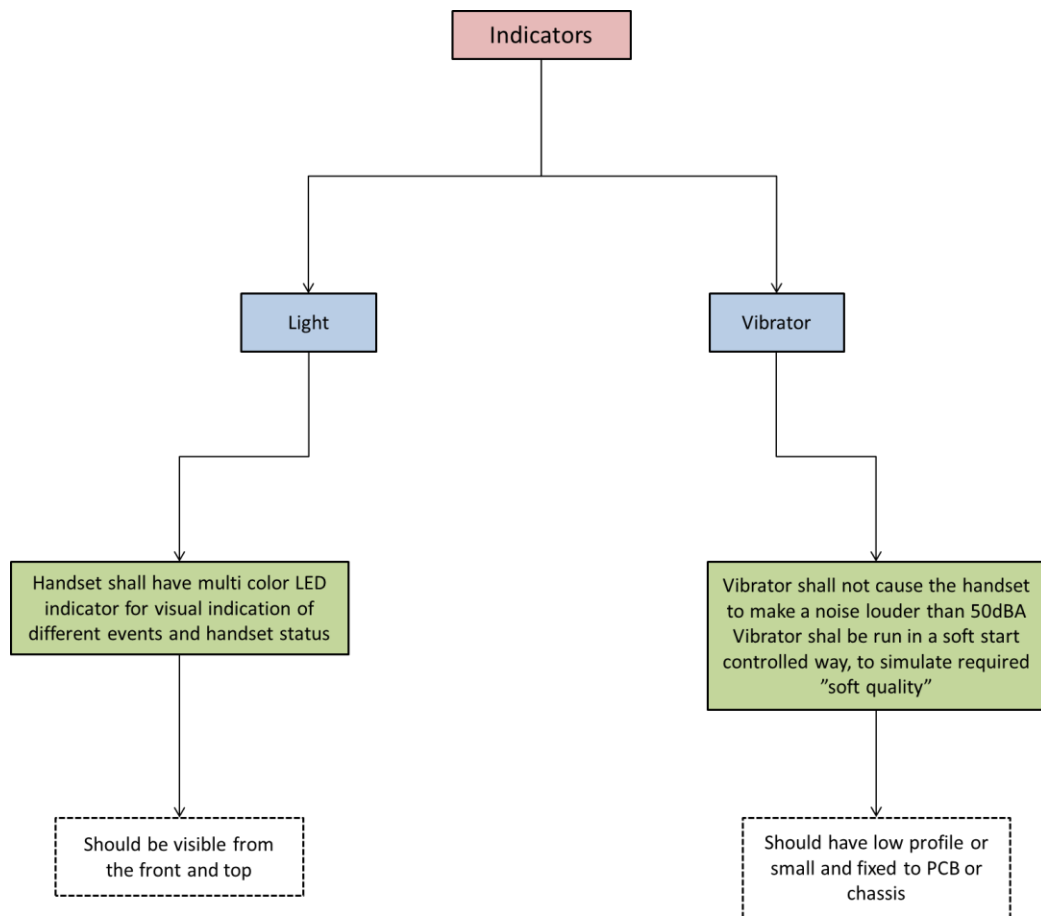 Indicators
Light
Vibrator
Handset shall have multi color LED
indicator for visual indication of
different events and handset status
Vibrator shall not cause the handset
to make a noise louder than 50dBA
Vibrator shal be run in a soft start
controlled way, to simulate required
”soft quality”
Should be visible from
the front and top
Should have low profile or
small and fixed to PCB or
chassis